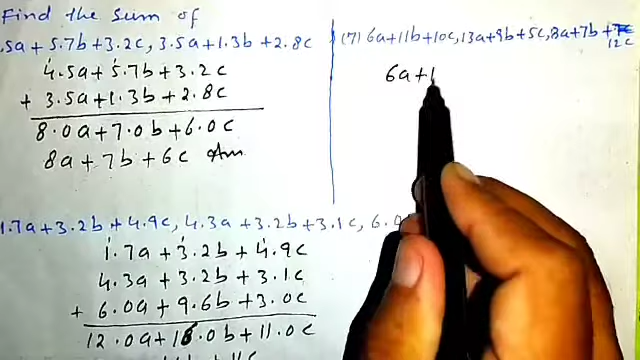 Find the Sum of
.5a + 5.7b + 3.2c, 3.5a + 1.3b + 2.8c
4.5a + 5.7b + 3.2c
+ 3.5a + 1.3b + 2.8c
8.0a + 7.0b + 6.0c
8a + 7b + 6c Am
1.7a + 3.2b + 4.9c, 4.3a + 3.2b + 3.1c, 6.
1.7a + 3.2b + 4.9c
4.3a + 3.2b + 3.1c
+ 6.0a + 9.6b + 3.0c
12.0a + 16.0b + 11.0c
(7) 6a + 11b + 10c, 13a + 9b + 5c, 8a + 7b +
12c
6a + 1